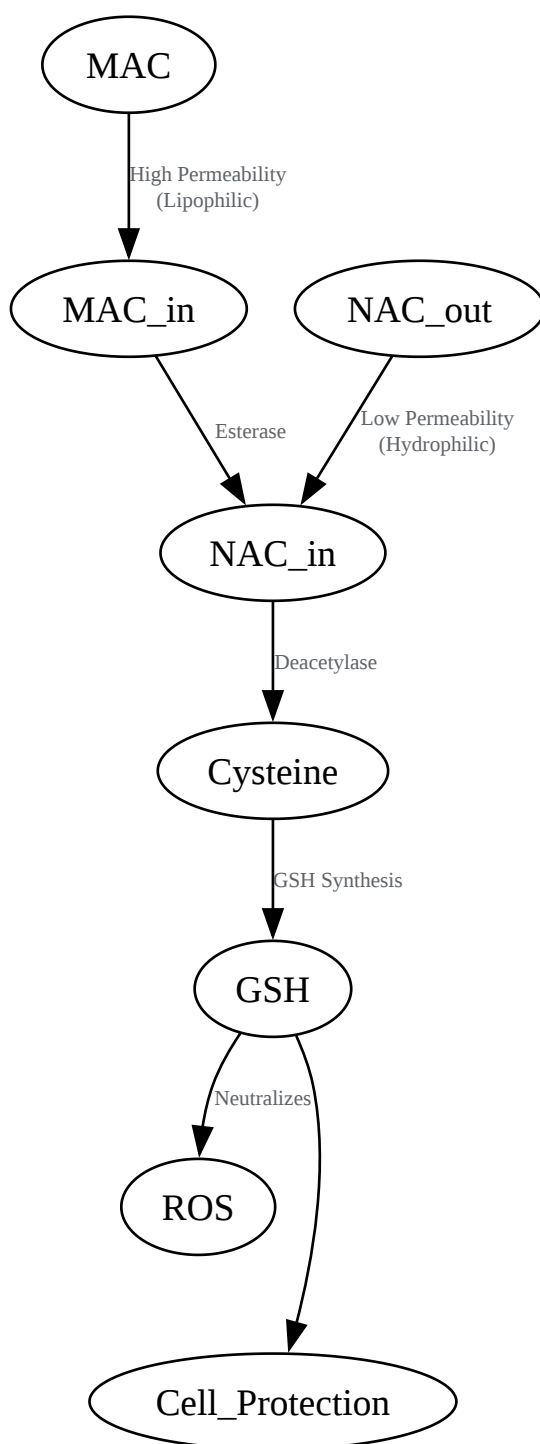 MAC
High Permeability
(Lipophilic)
MAC_in
NAC_out
Esterase
Low Permeability
(Hydrophilic)
NAC_in
Deacetylase
Cysteine
GSH Synthesis
GSH
Neutralizes
ROS
Cell_Protection